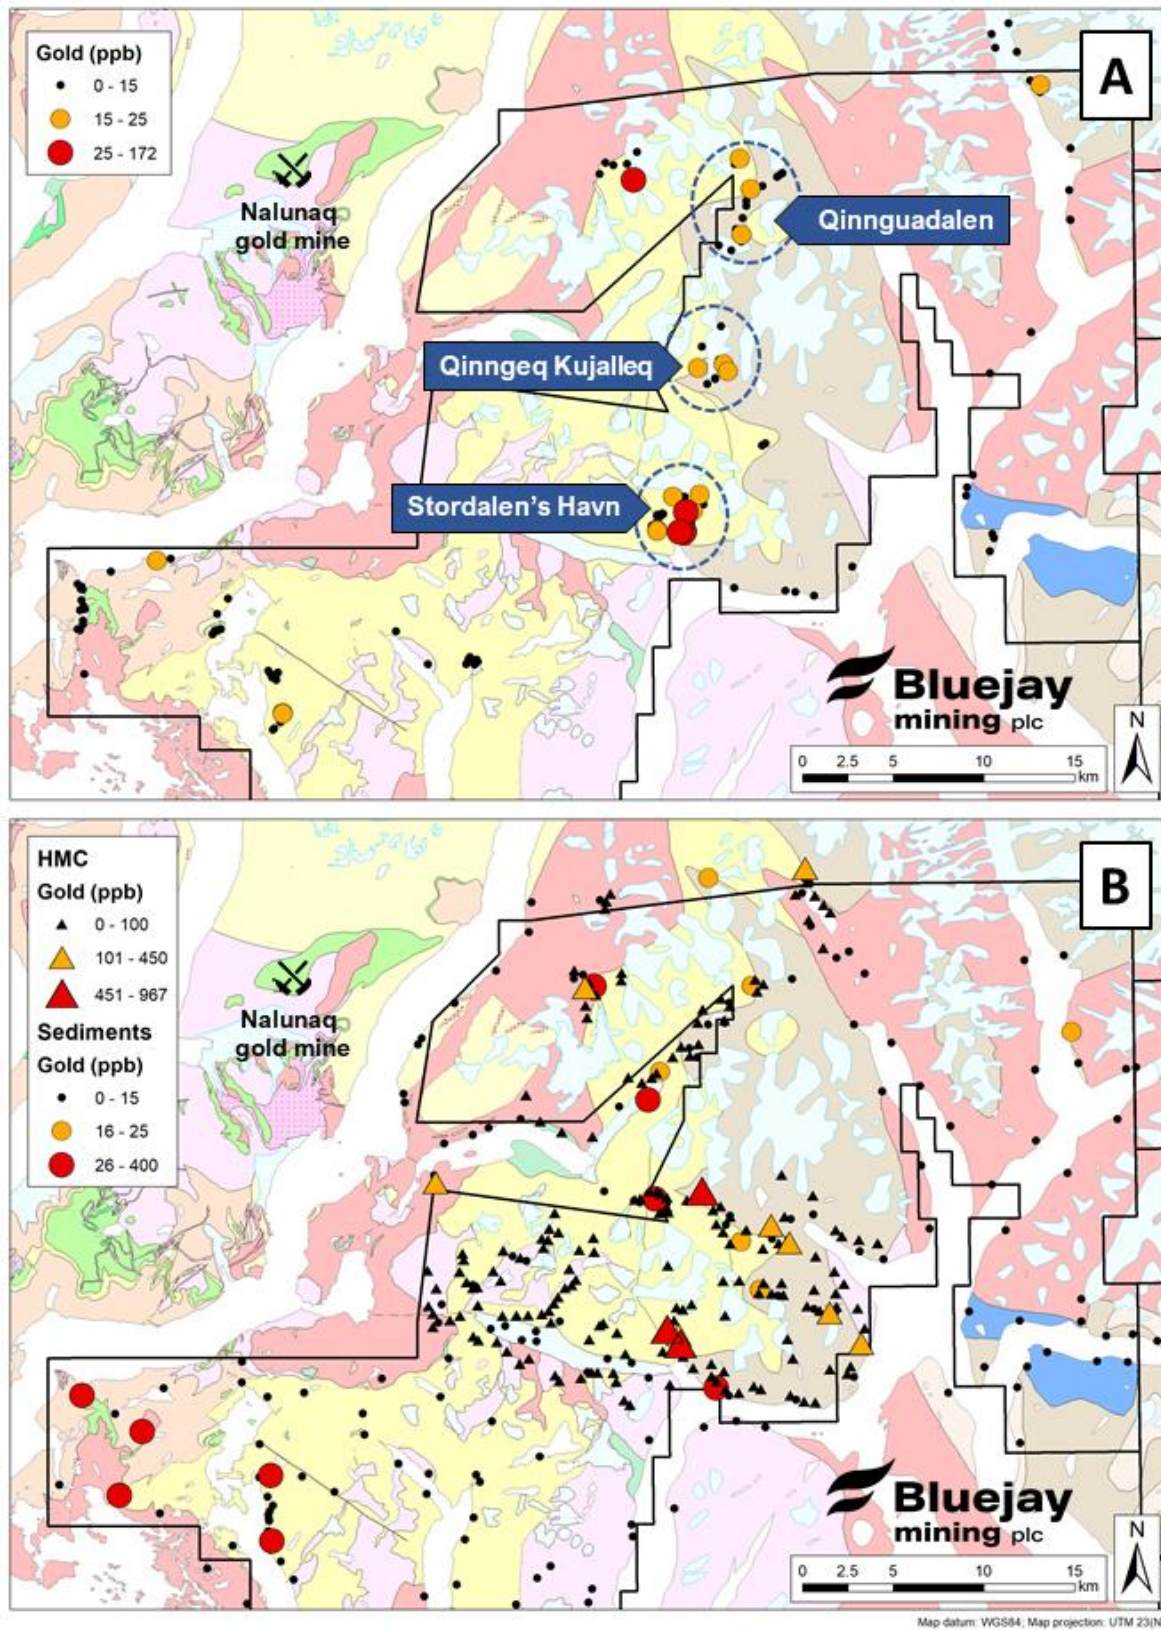 Gold (ppb)
0 - 15
15 - 25
25 - 172
A
Nalunaq
gold mine
Qinnguadalen
Qinngeq Kujalleq
Stordalen's Havn
Bluejay
mining plc
N
0 2.5 5 10 15
km
HMC
Gold (ppb)
0 - 100
101 - 450
451 - 967
Sediments
Gold (ppb)
0 - 15
16 - 25
26 - 400
B
Nalunaq
gold mine
Bluejay
mining plc
N
0 2.5 5 10 15
km
Map datum: WGS84; Map projection: UTM 23(N